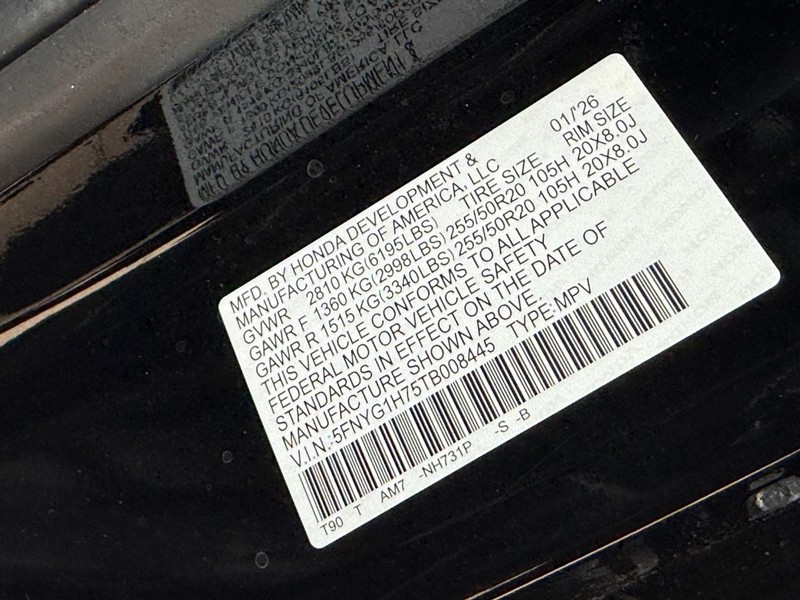 MFD. BY HONDA DEVELOPMENT &
MANUFACTURING OF AMERICA, LLC 01/'26
GVWR 2810 KG(6195LBS) TIRE SIZE RIM SIZE
GAWR F 1360 KG(2998LBS) 255/50R20 105H 20X8.0J
GAWR R 1515 KG(3340LBS) 255/50R20 105H 20X8.0J
THIS VEHICLE CONFORMS TO ALL APPLICABLE
FEDERAL MOTOR VEHICLE SAFETY
STANDARDS IN EFFECT ON THE DATE OF
MANUFACTURE SHOWN ABOVE.
V.I.N.:5FNYG1H75TB008445 TYPE:MPV
T90 T AM7 -NH731P -S -B